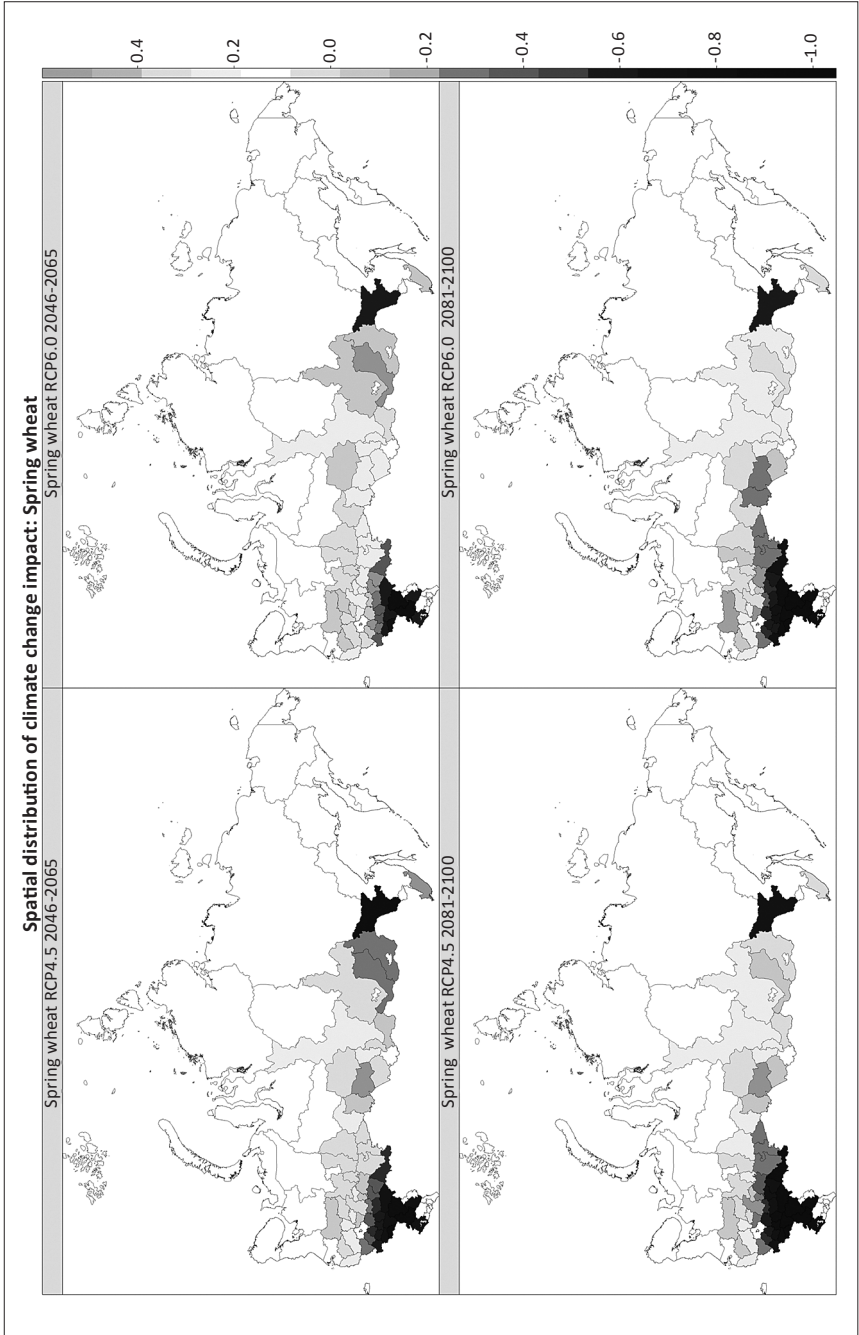 Spatial distribution of climate change impact: Spring wheat
Spring wheat RCP4.5 2046-2065
Spring wheat RCP6.0 2046-2065
Spring wheat RCP4.5 2081-2100
Spring wheat RCP6.0 2081-2100
0.4
0.2
0.0
-0.2
-0.4
-0.6
-0.8
-1.0